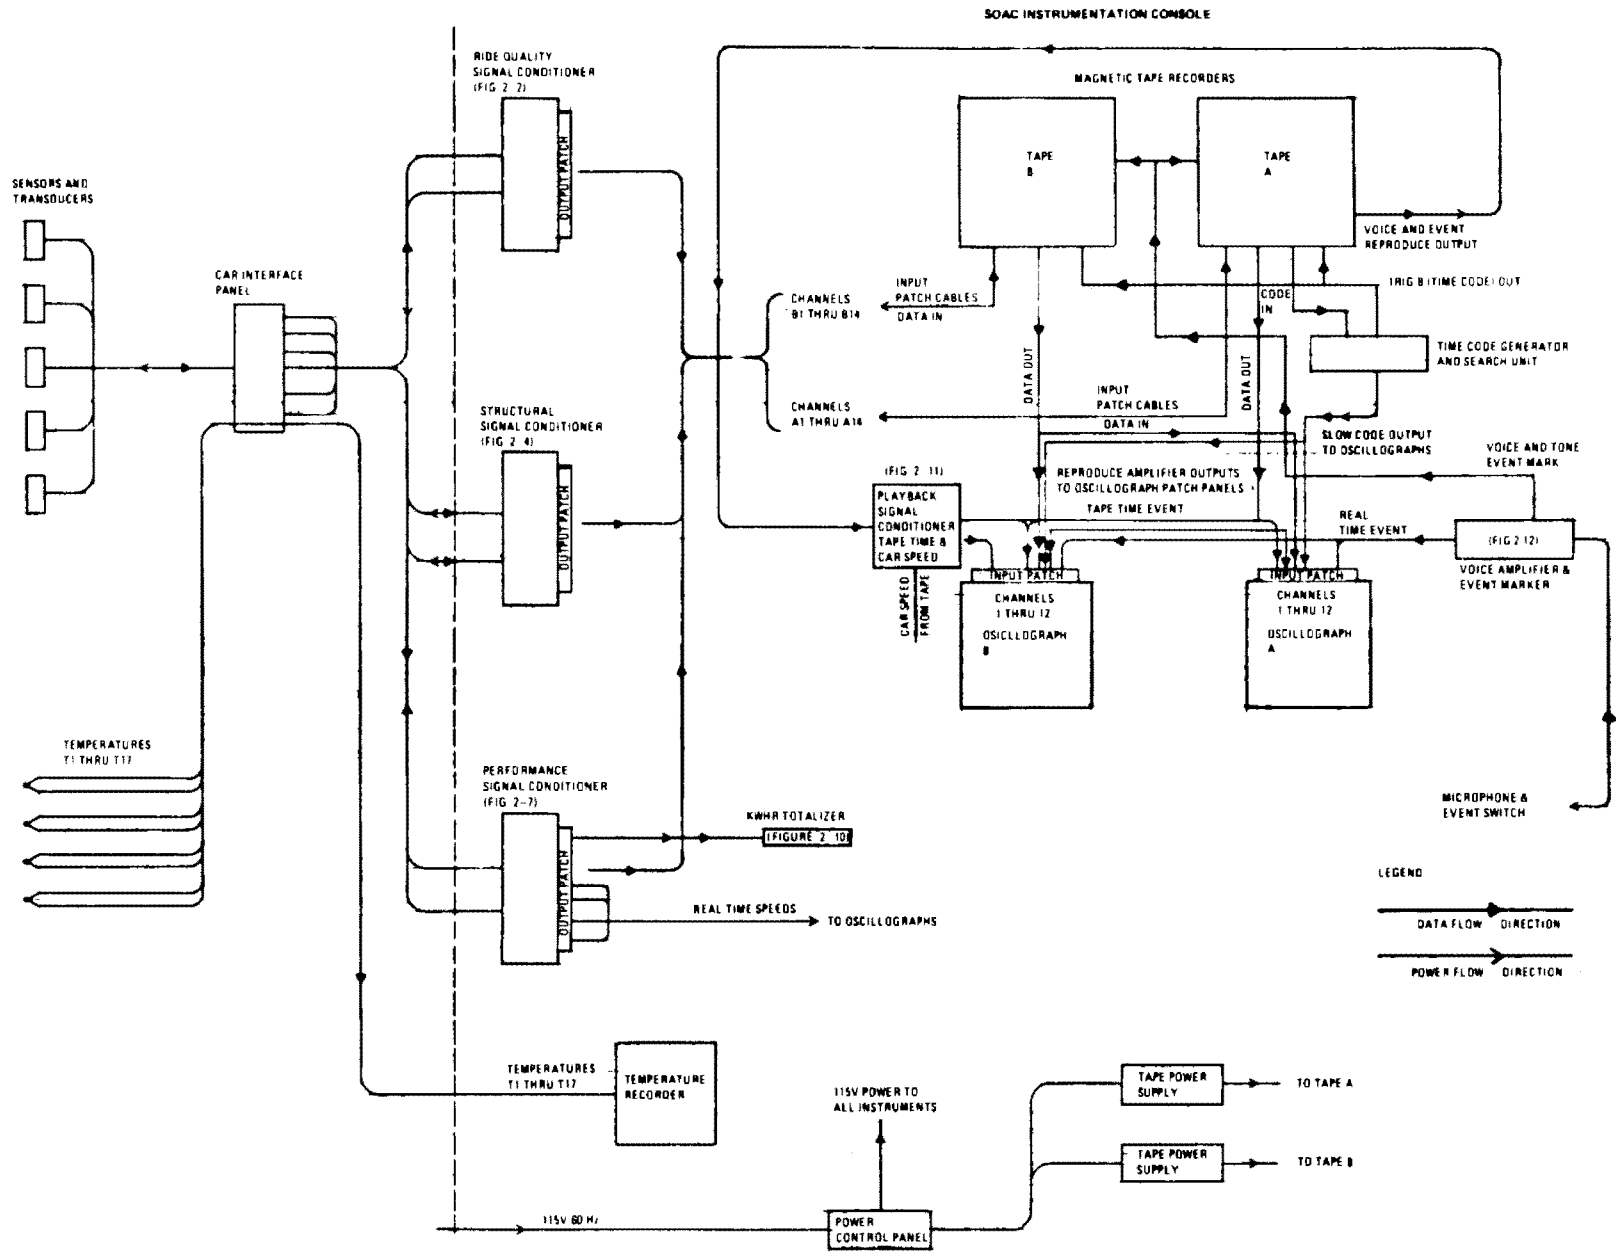 SOAC INSTRUMENTATION CONSOLE
RIDE QUALITY
SIGNAL CONDITIONER
(FIG 2 2)
OUTPUT PATCH
MAGNETIC TAPE RECORDERS
TAPE
B
TAPE
A
SENSORS AND
TRANSDUCERS
VOICE AND EVENT
REPRODUCE OUTPUT
CAR INTERFACE
PANEL
INPUT
PATCH CABLES
DATA IN
CHANNELS
B1 THRU B14
IRIG B (TIME CODE) OUT
CODE
IN
TIME CODE GENERATOR
AND SEARCH UNIT
DATA OUT
DATA OUT
CHANNELS
A1 THRU A14
INPUT
PATCH CABLES
DATA IN
STRUCTURAL
SIGNAL CONDITIONER
(FIG 2 4)
OUTPUT PATCH
SLOW CODE OUTPUT
TO OSCILLOGRAPHS
VOICE AND TONE
EVENT MARK
(FIG 2 11)
PLAYBACK
SIGNAL
CONDITIONER
TAPE TIME &
CAR SPEED
REPRODUCE AMPLIFIER OUTPUTS
TO OSCILLOGRAPH PATCH PANELS
TAPE TIME EVENT
REAL
TIME EVENT
(FIG 2 12)
VOICE AMPLIFIER &
EVENT MARKER
CAR SPEED
FROM TAPE
INPUT PATCH
CHANNELS
1 THRU 12
OSCILLOGRAPH
B
INPUT PATCH
CHANNELS
1 THRU 12
OSCILLOGRAPH
A
TEMPERATURES
T1 THRU T17
PERFORMANCE
SIGNAL CONDITIONER
(FIG 2-7)
OUTPUT PATCH
KWHR TOTALIZER
(FIGURE 2 10)
MICROPHONE &
EVENT SWITCH
REAL TIME SPEEDS
TO OSCILLOGRAPHS
LEGEND
DATA FLOW DIRECTION
POWER FLOW DIRECTION
TEMPERATURES
T1 THRU T17
TEMPERATURE
RECORDER
115V POWER TO
ALL INSTRUMENTS
TAPE POWER
SUPPLY
TO TAPE A
TAPE POWER
SUPPLY
TO TAPE B
115V 60 Hz
POWER
CONTROL PANEL